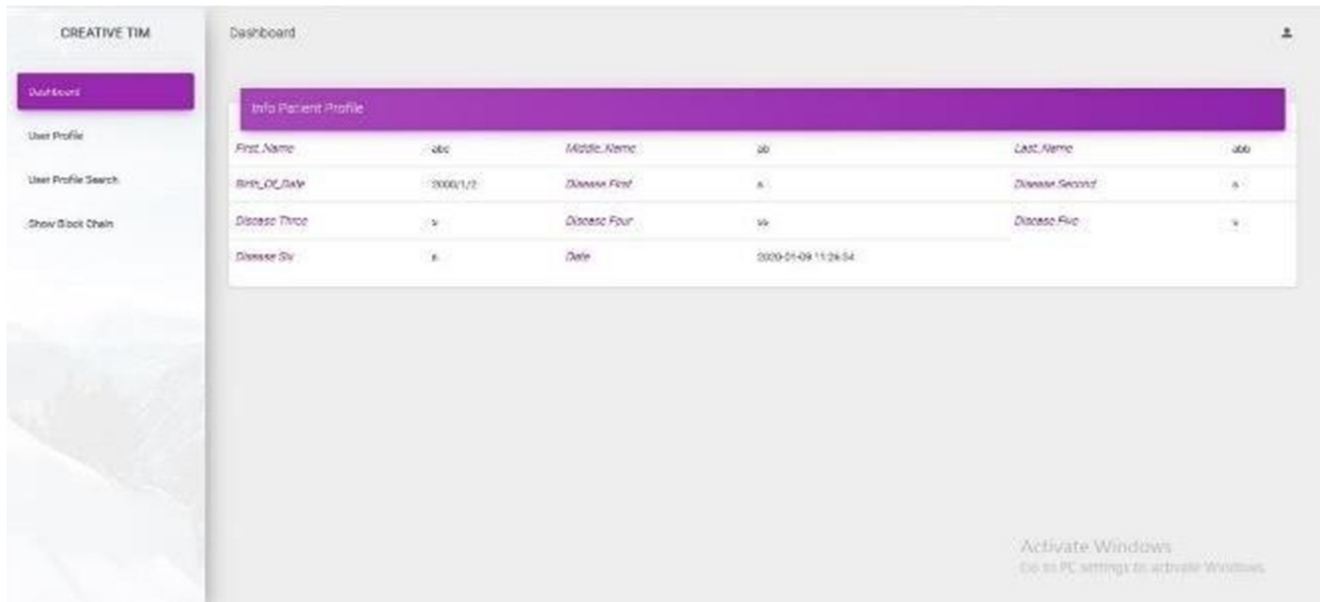 CREATIVE TIM
Dashboard
Dashboard
User Profile
User Profile Search
Show Block Chain
Info Patient Profile
First_Name abc Middle_Name ab Last_Name abb
Birth_Of_Date 2000/1/2 Disease First Disease Second
Disease Three Disease Four Disease Five
Disease Six Date 2020-01-09 11:26:54
Activate Windows
Go to PC settings to activate Windows.